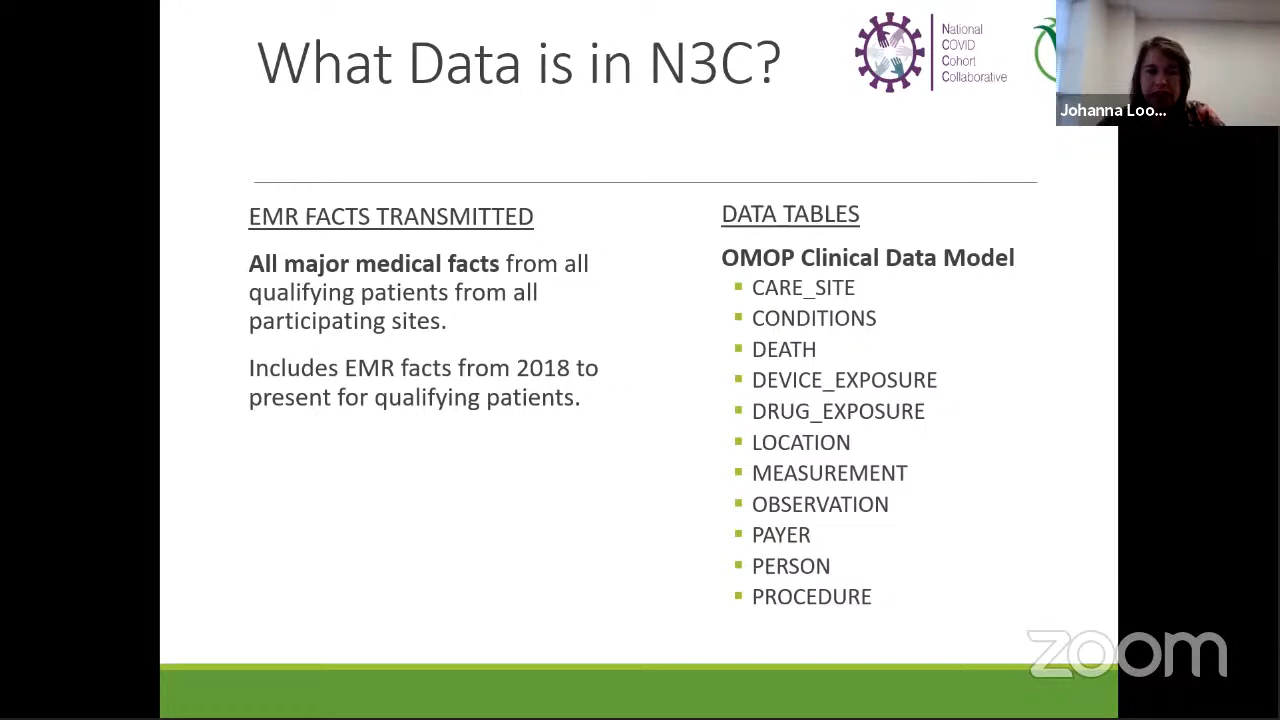 What Data is in N3C?
National
COVID
Cohort
Collaborative
Johanna Loo...
EMR FACTS TRANSMITTED
All major medical facts from all
qualifying patients from all
participating sites.
Includes EMR facts from 2018 to
present for qualifying patients.
DATA TABLES
OMOP Clinical Data Model
CARE_SITE
CONDITIONS
DEATH
DEVICE_EXPOSURE
DRUG_EXPOSURE
LOCATION
MEASUREMENT
OBSERVATION
PAYER
PERSON
PROCEDURE
zoom